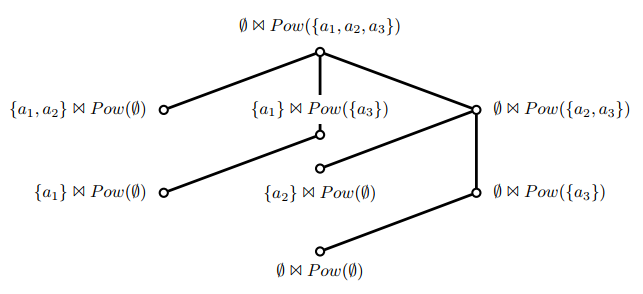 ∅ ⋈ Pow({a₁, a₂, a₃})
{a₁, a₂} ⋈ Pow(∅) {a₁} ⋈ Pow({a₃}) ∅ ⋈ Pow({a₂, a₃})
{a₁} ⋈ Pow(∅) {a₂} ⋈ Pow(∅) ∅ ⋈ Pow({a₃})
∅ ⋈ Pow(∅)